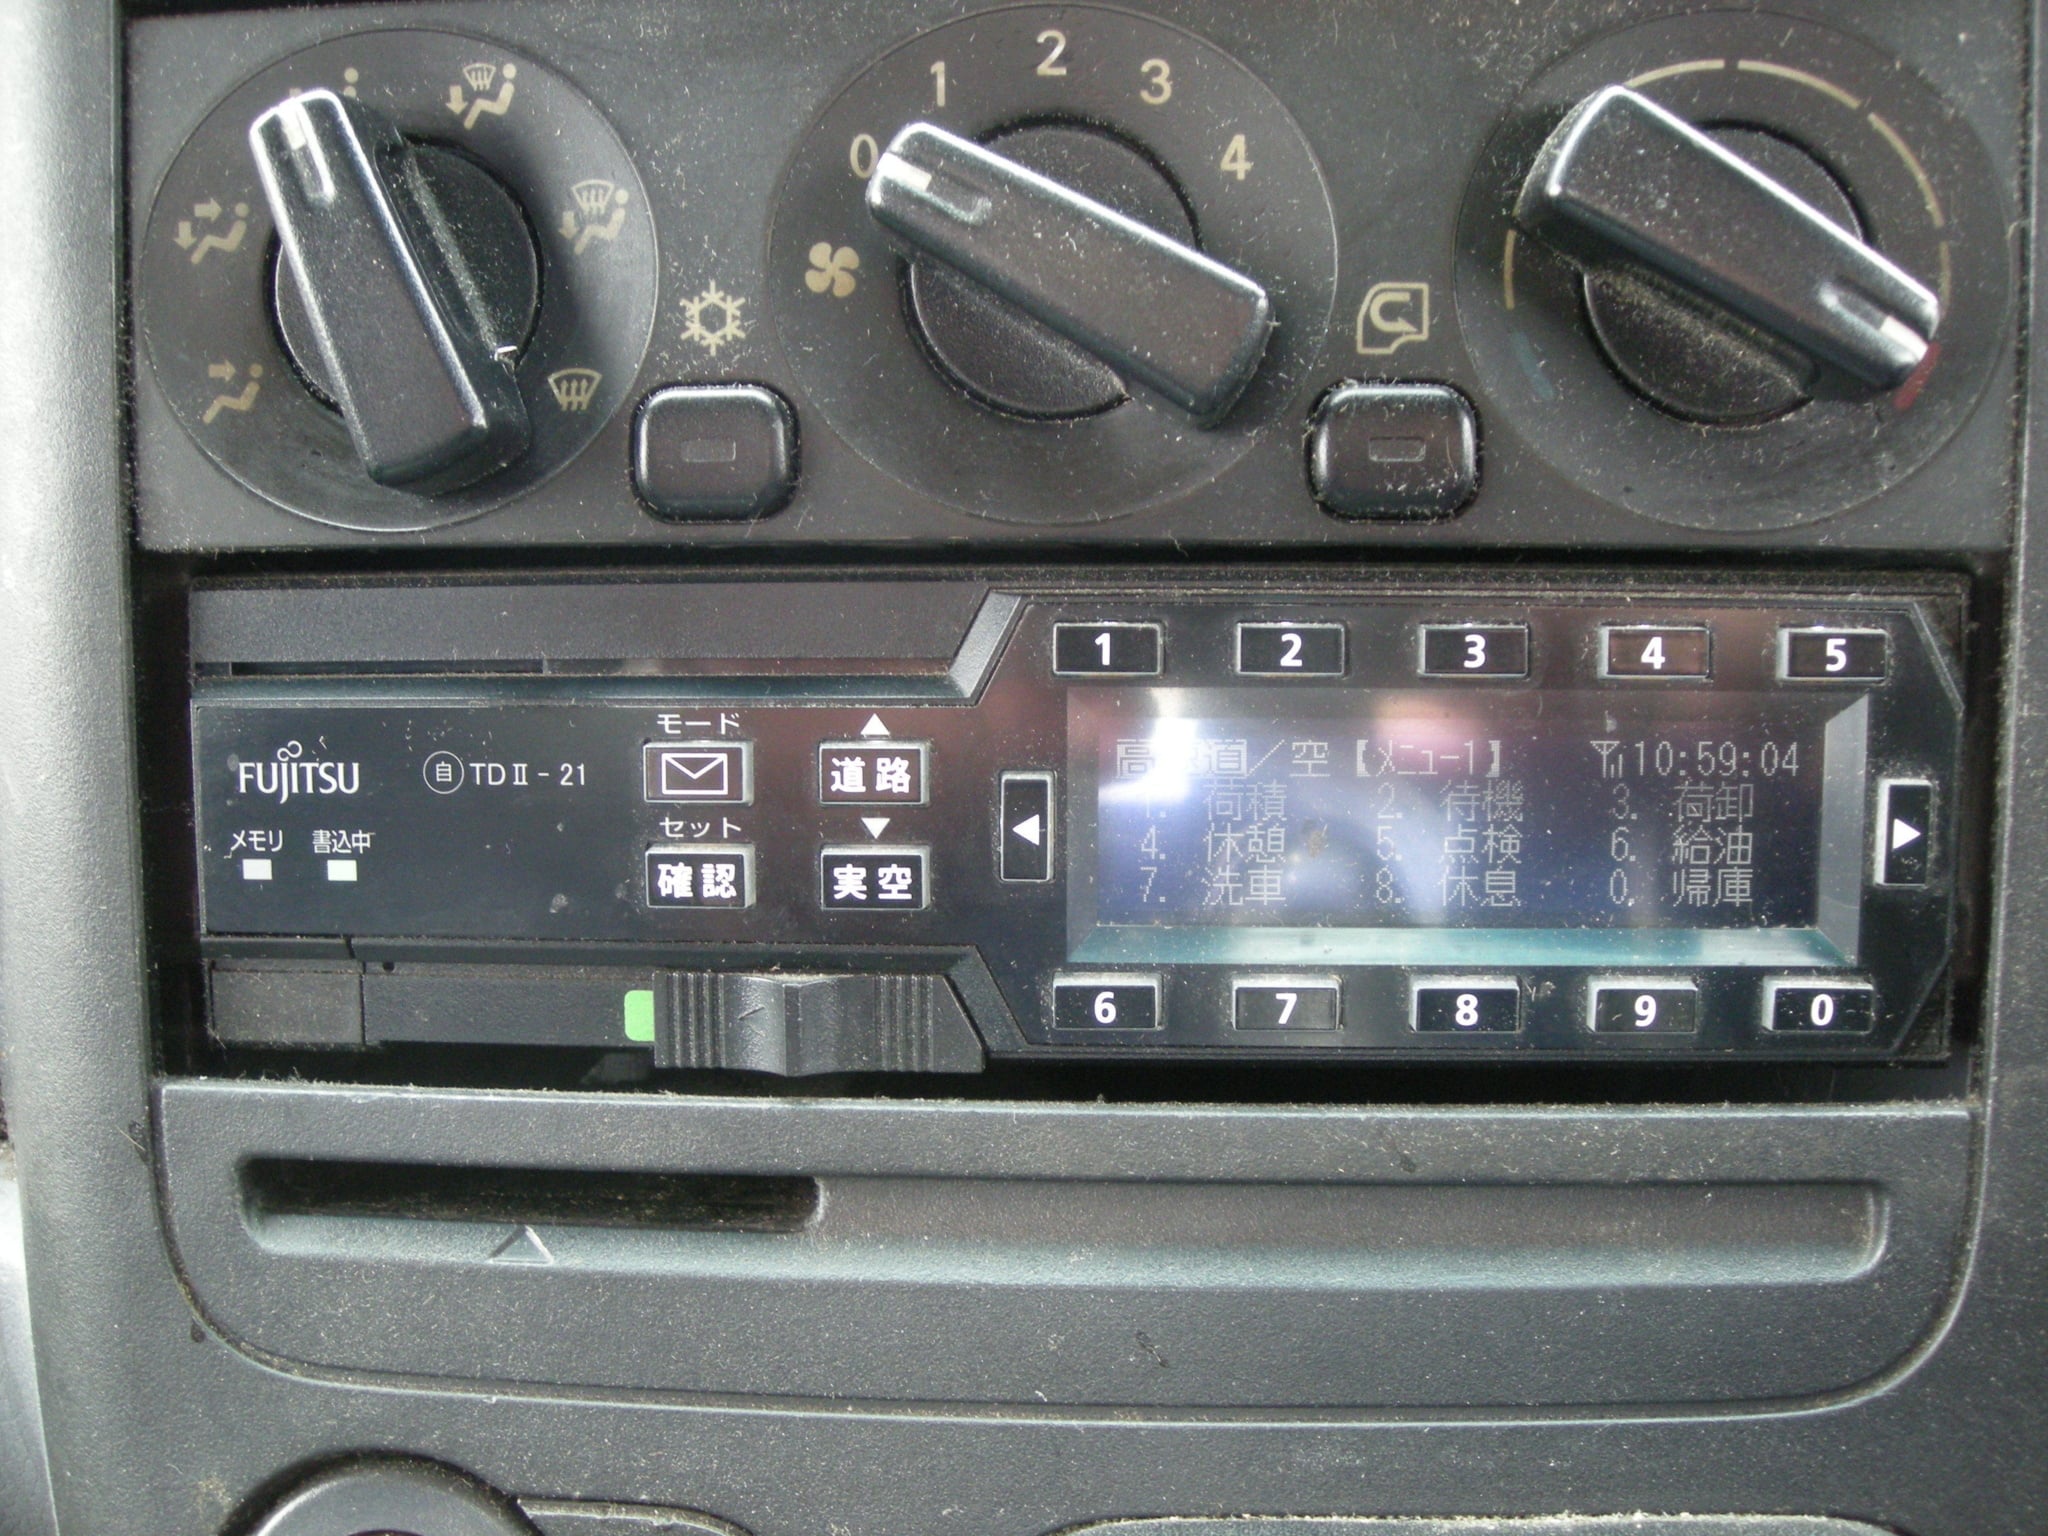 2
1 3
0 4
1 2 3 4 5
モード
道路
FUJITSU 自 TDⅡ-21
セット
メモリ 書込中
確認 実空
高速道/空【メニュー1】 10:59:04
1. 荷積 2. 待機 3. 荷卸
4. 休憩 5. 点検 6. 給油
7. 洗車 8. 休息 0. 帰庫
6 7 8 9 0